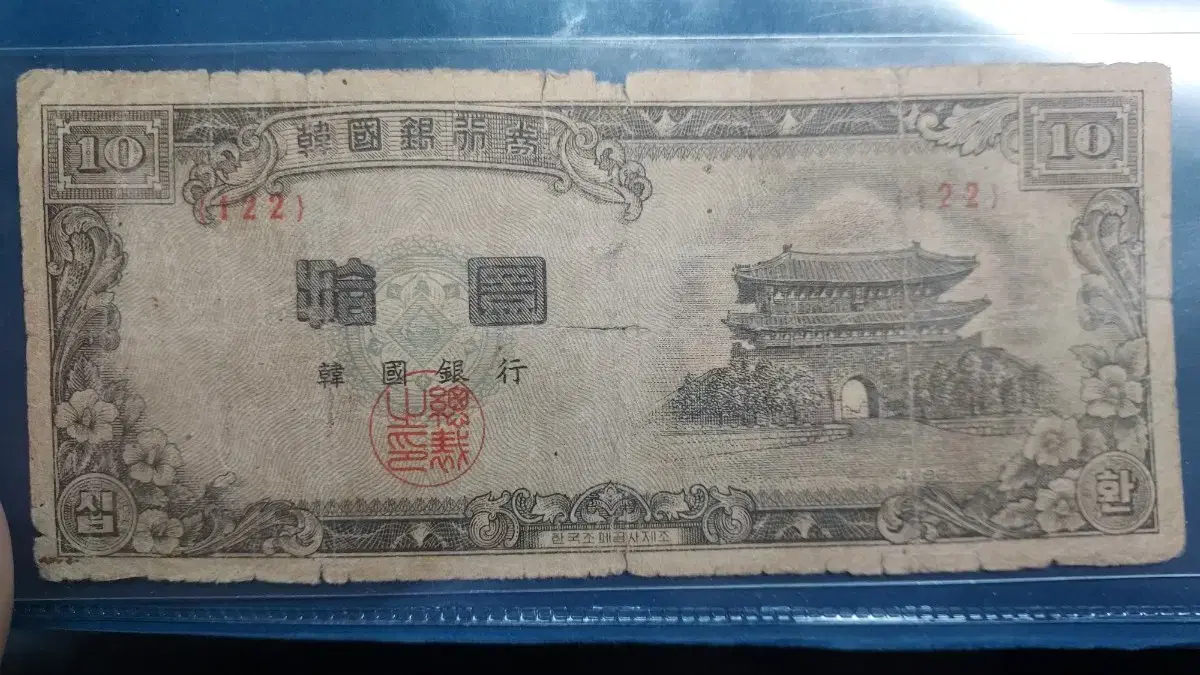 10
韓國銀行券
10
(122)
22)
拾圜
韓國銀行
總裁之印
십
환
한국조폐공사제조